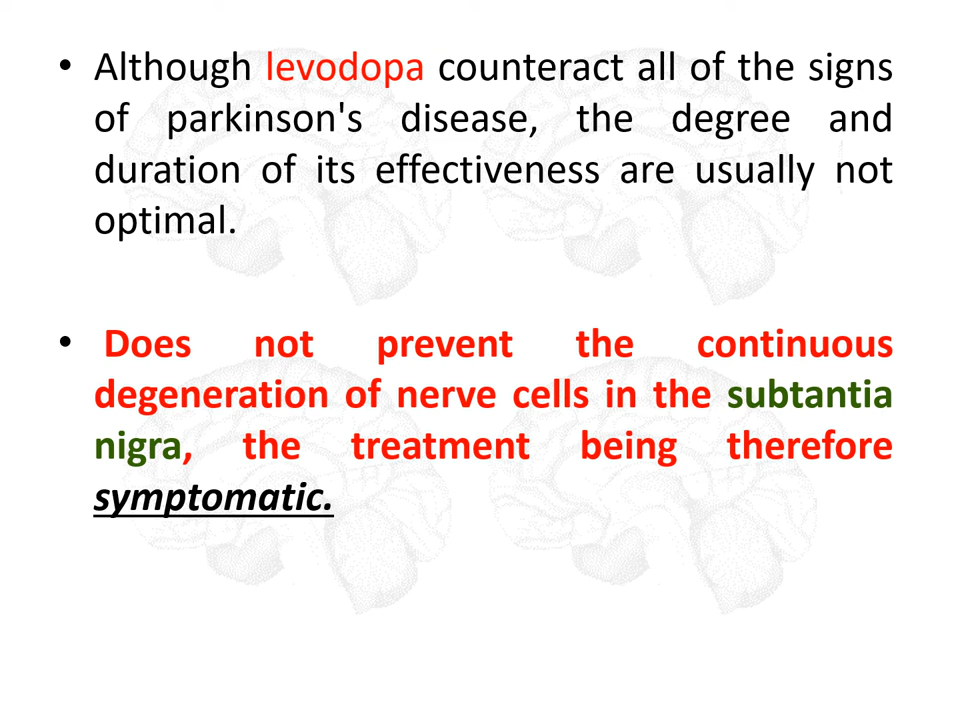 • Although levodopa counteract all of the signs
of parkinson's disease, the degree and
duration of its effectiveness are usually not
optimal.
• Does not prevent the continuous
degeneration of nerve cells in the subtantia
nigra, the treatment being therefore
symptomatic.